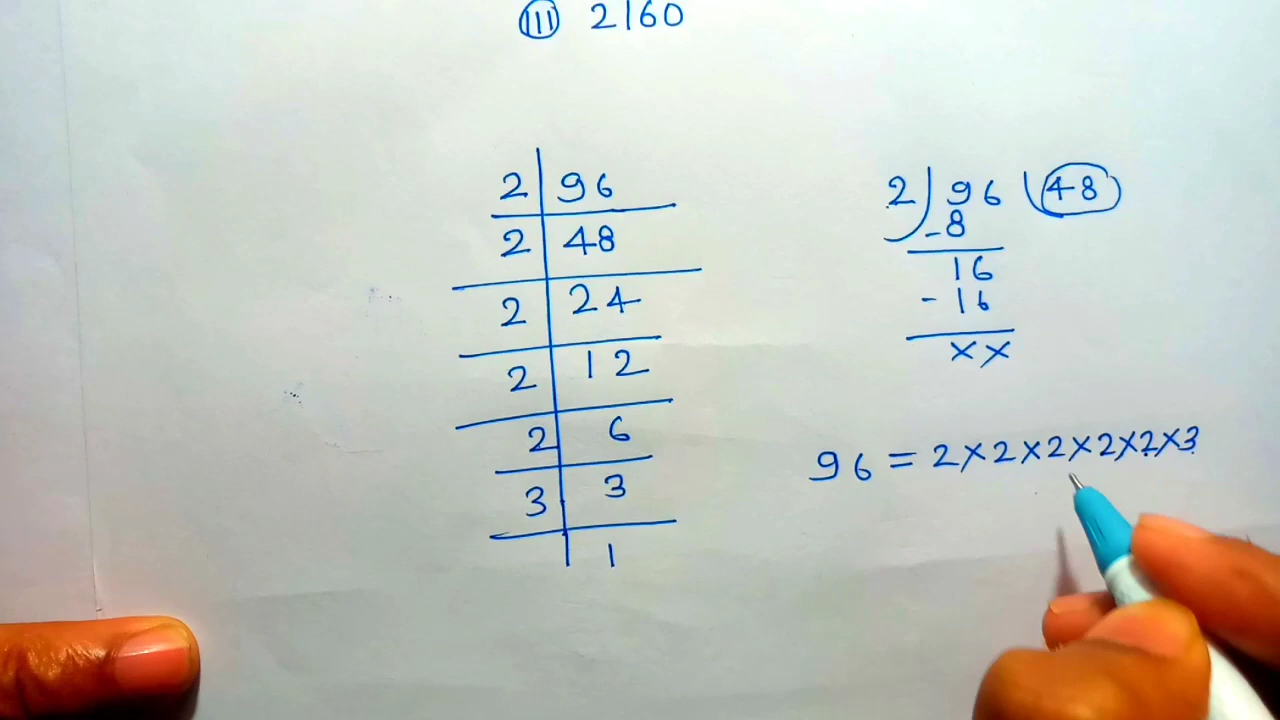 (III) 2160
2 | 96
2 | 48
2 | 24
2 | 12
2 | 6
3 | 3
1
2 ) 96 ( 48
-8
16
-16
××
96 = 2×2×2×2×2×3